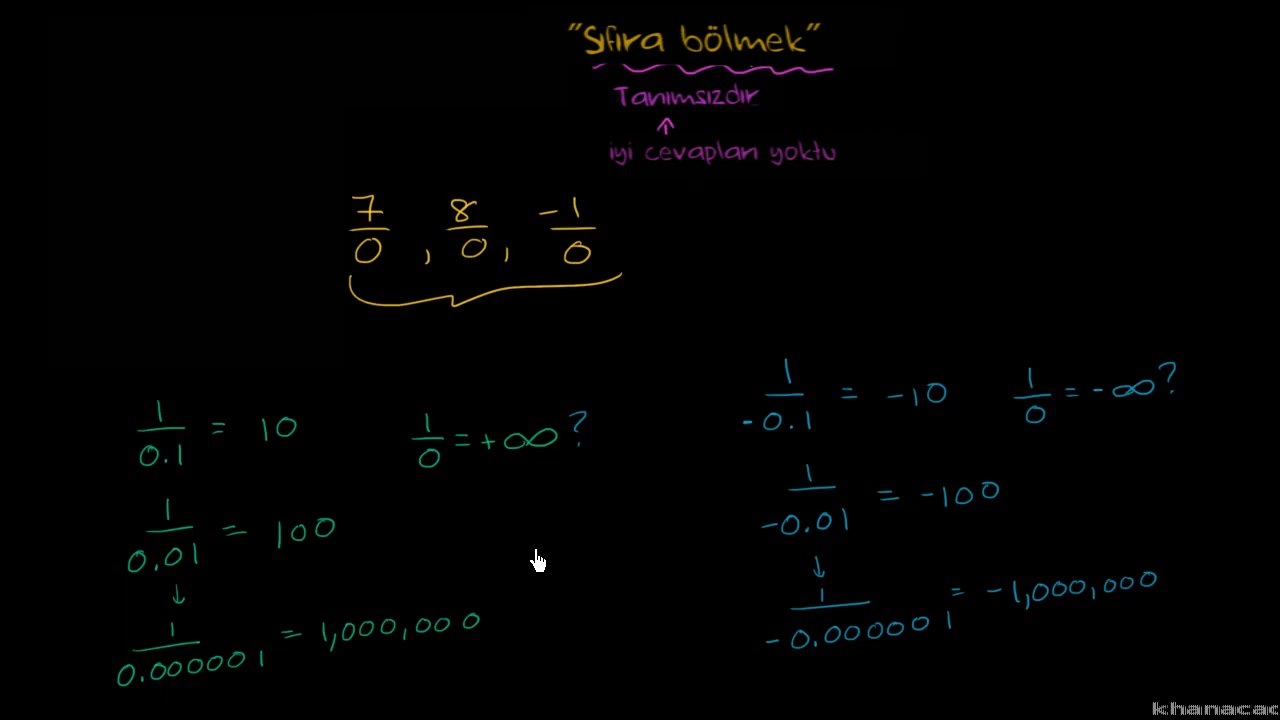 "Sıfıra bölmek"
Tanımsızdır
↑
iyi cevapları yoktu
7/0 , 8/0, -1/0
1/0.1 = 10
1/0 = +∞?
1/0.01 = 100
↓
1/0.000001 = 1,000,000
1/-0.1 = -10
1/0 = -∞?
1/-0.01 = -100
↓
1/-0.000001 = -1,000,000
khanacad